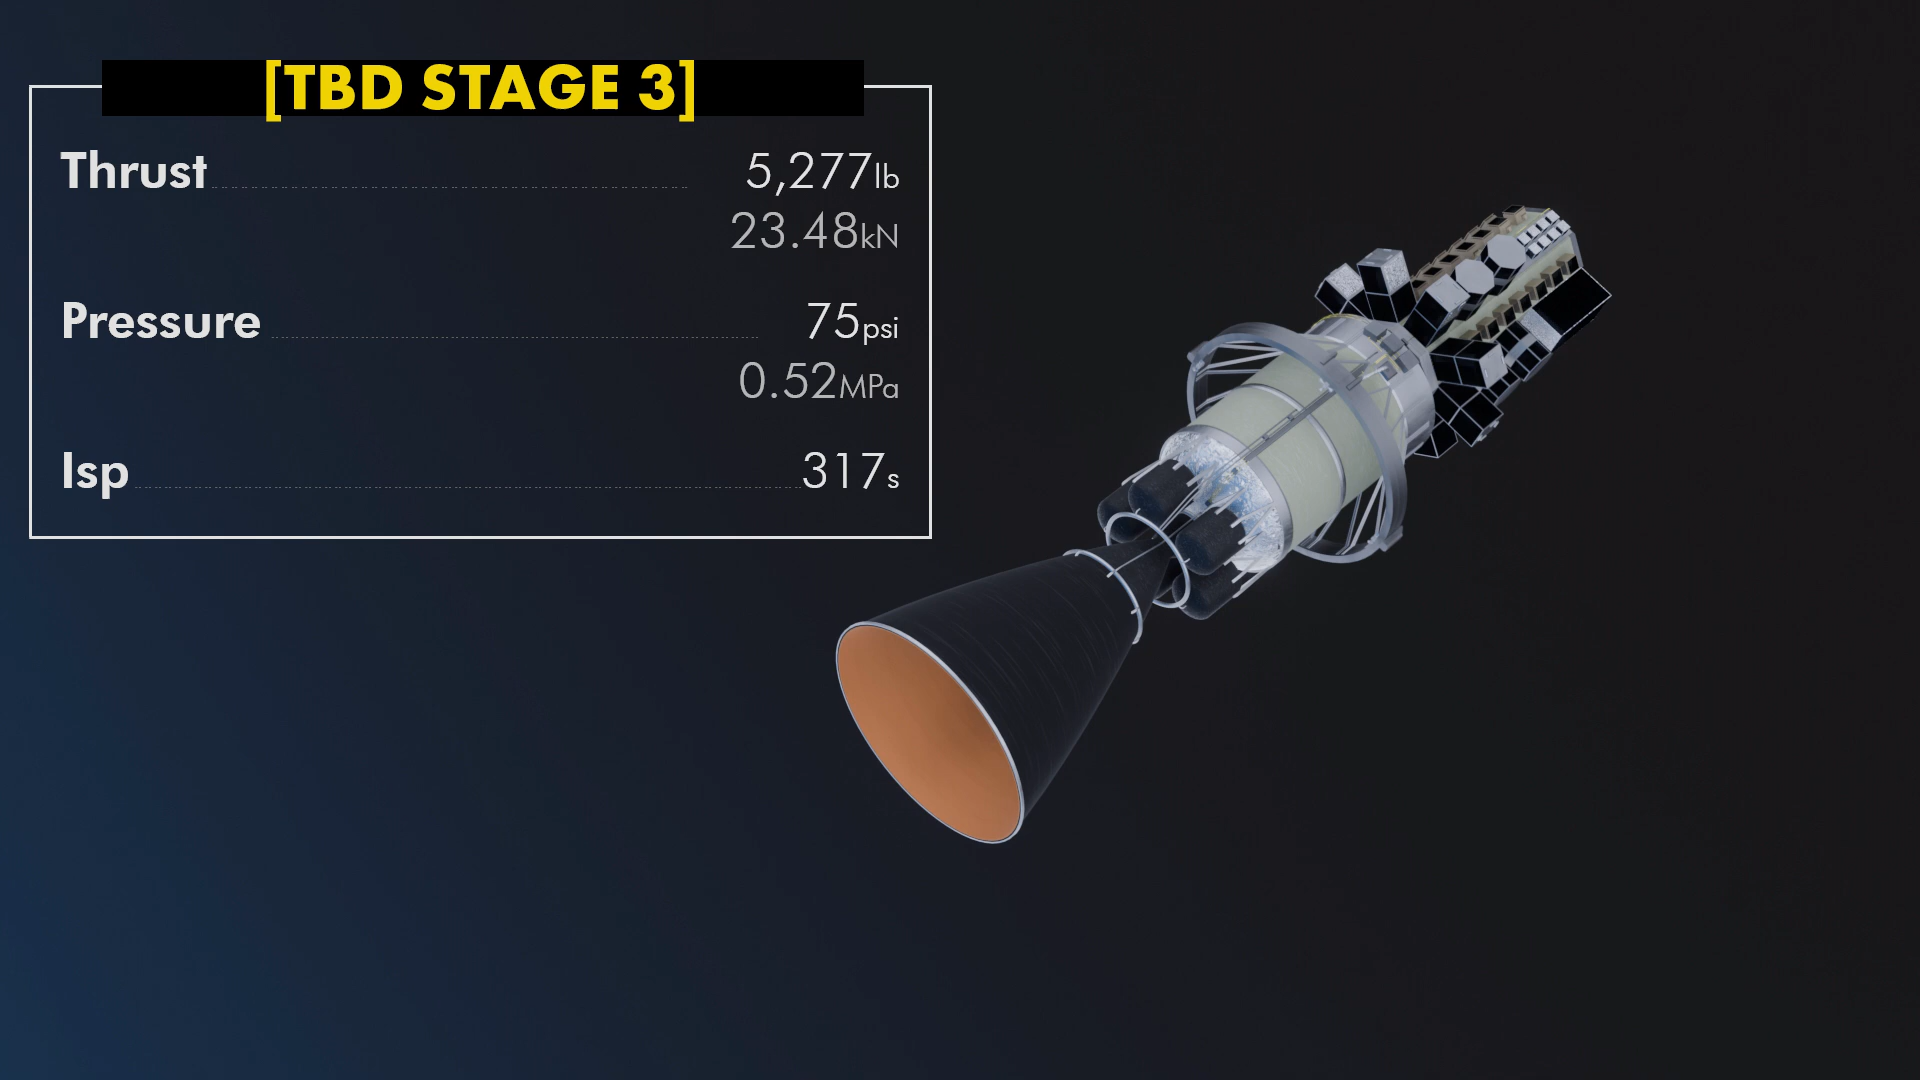 [TBD STAGE 3]
Thrust 5,277lb
23.48kN
Pressure 75psi
0.52MPa
Isp 317s